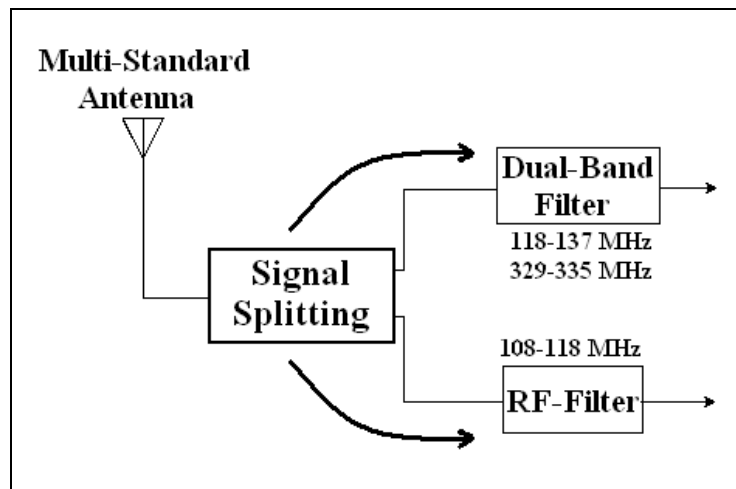 Multi-Standard
Antenna
Signal
Splitting
Dual-Band
Filter
118-137 MHz
329-335 MHz
108-118 MHz
RF-Filter